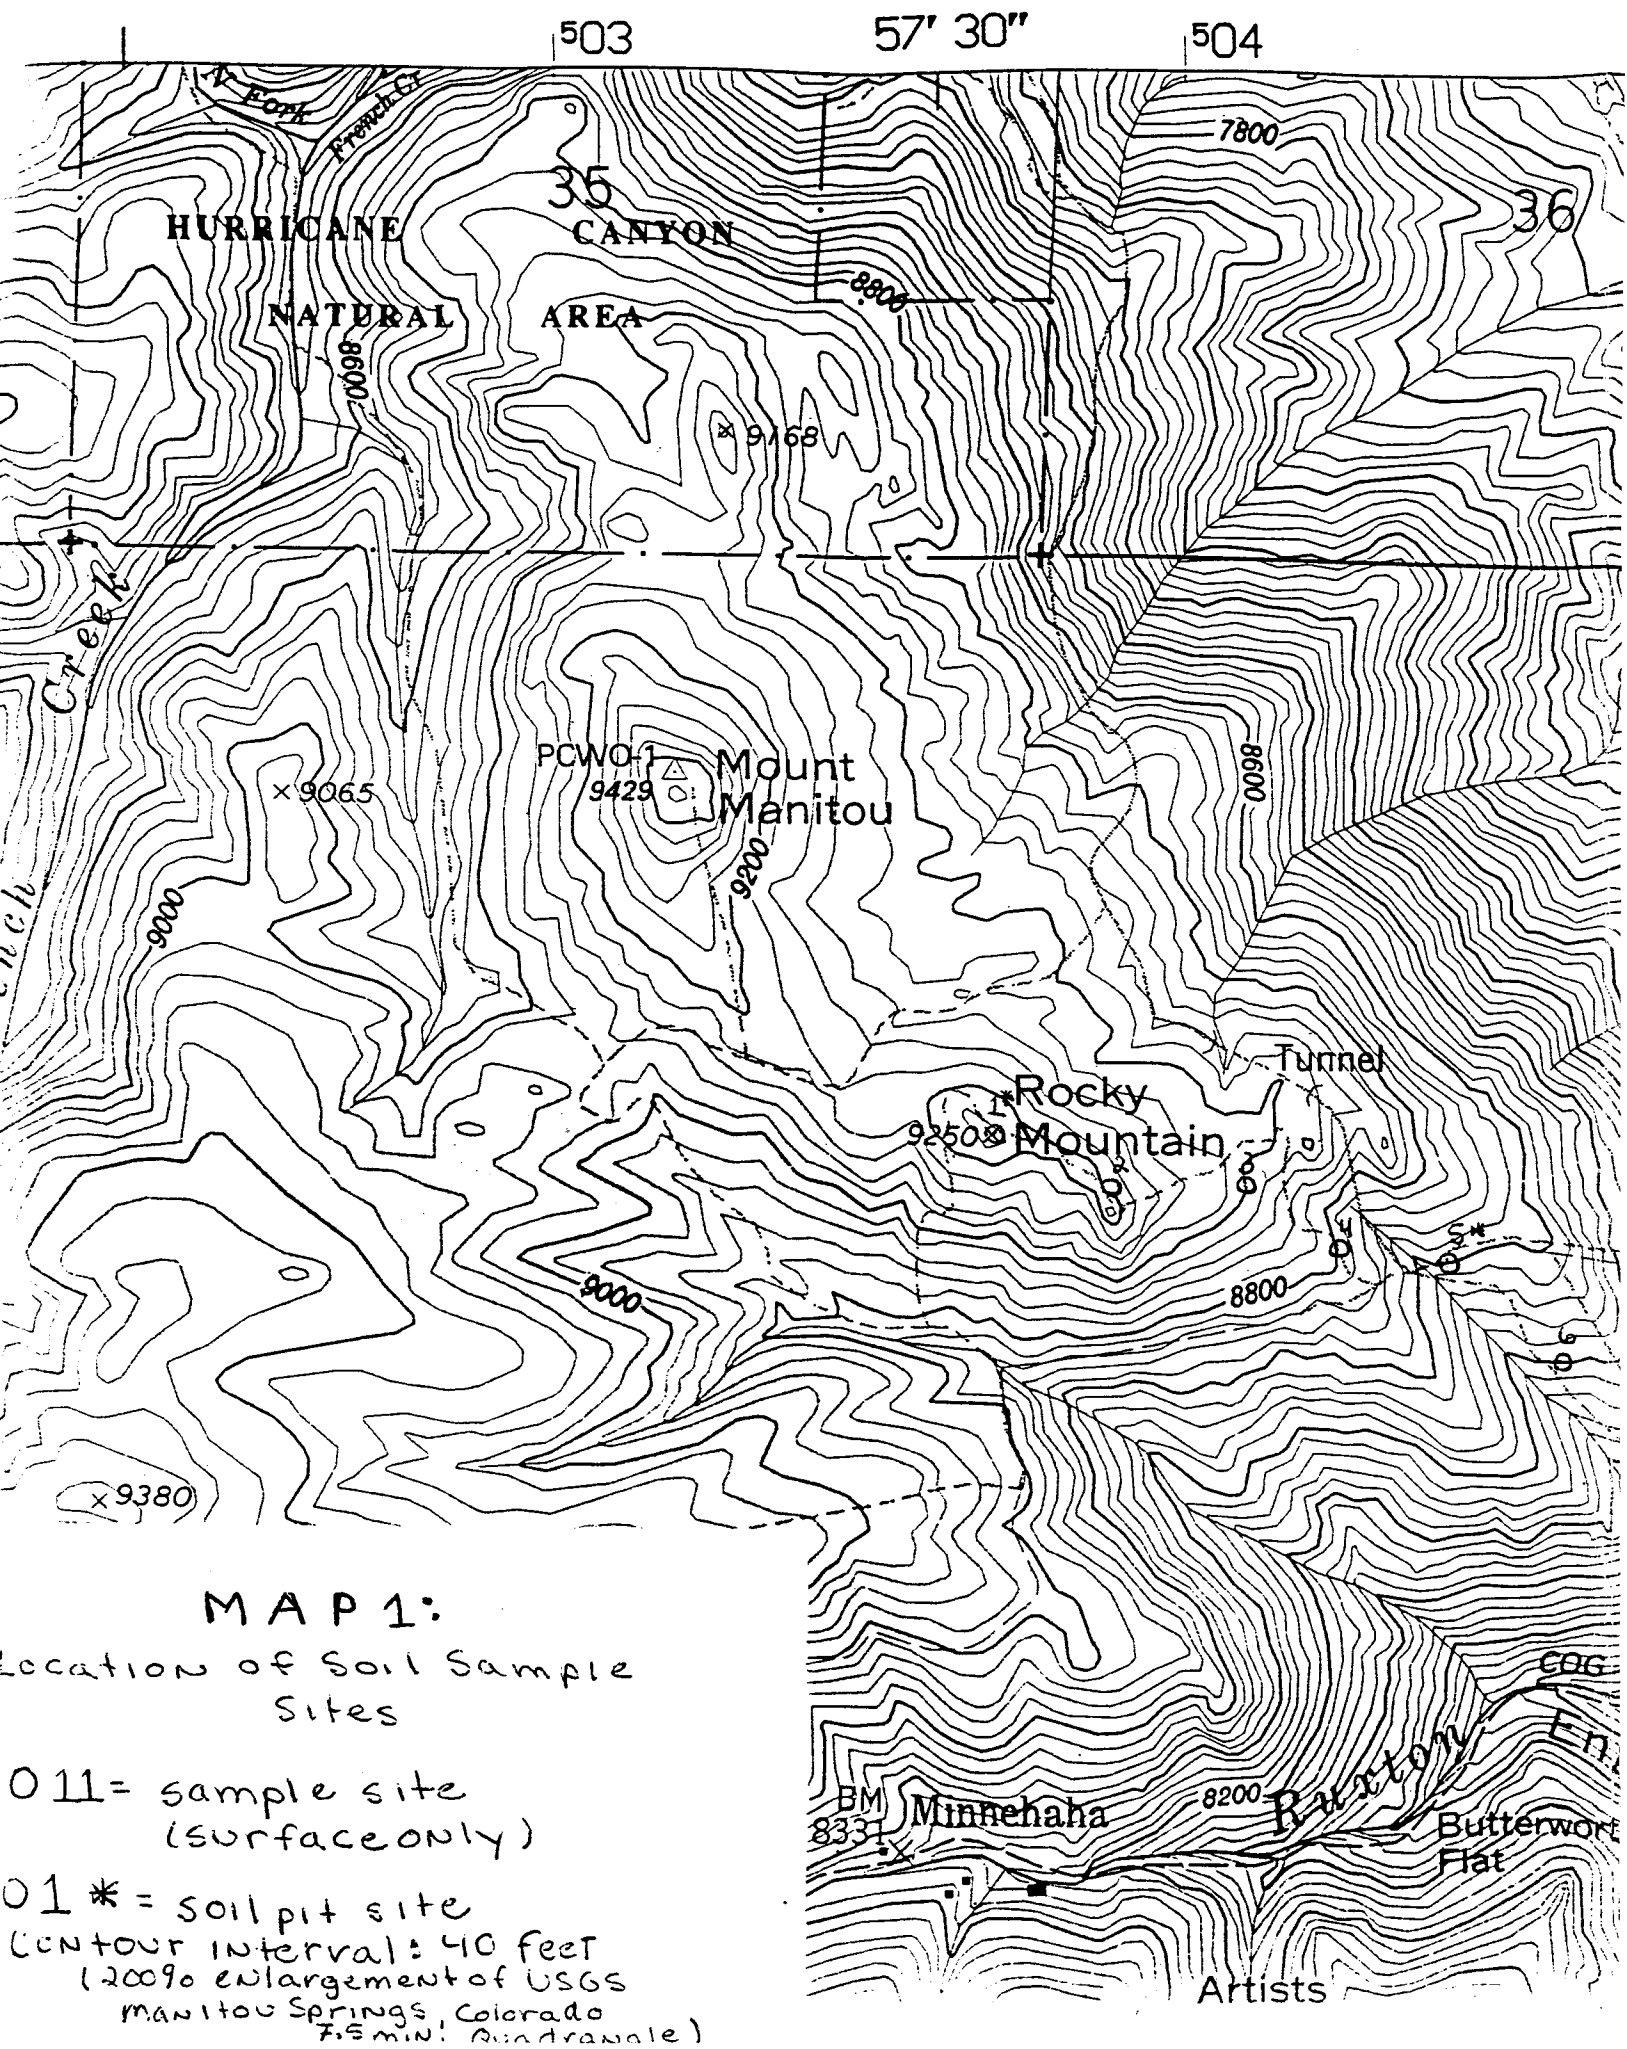 503
57' 30"
504
N Fork
French Cr
7800
35
36
HURRICANE CANYON
8800
NATURAL AREA
8600
9168
Creek
PCWO-1
Mount
9065
9429
Manitou
8600
9200
9000
Tunnel
1*
Rocky
9250
Mountain
2
3
4
5*
9000
8800
6
9380
MAP 1:
Location of Soil Sample
Sites
COG
Ruxton
En
O 11 = sample site
(surface only)
BM
Minnehaha
8200
8331
Butterwor
Flat
O 1 * = soil pit site
Contour Interval: 40 feet
(200% enlargement of USGS
Manitou Springs, Colorado
7.5 min. Quadrangle)
Artists